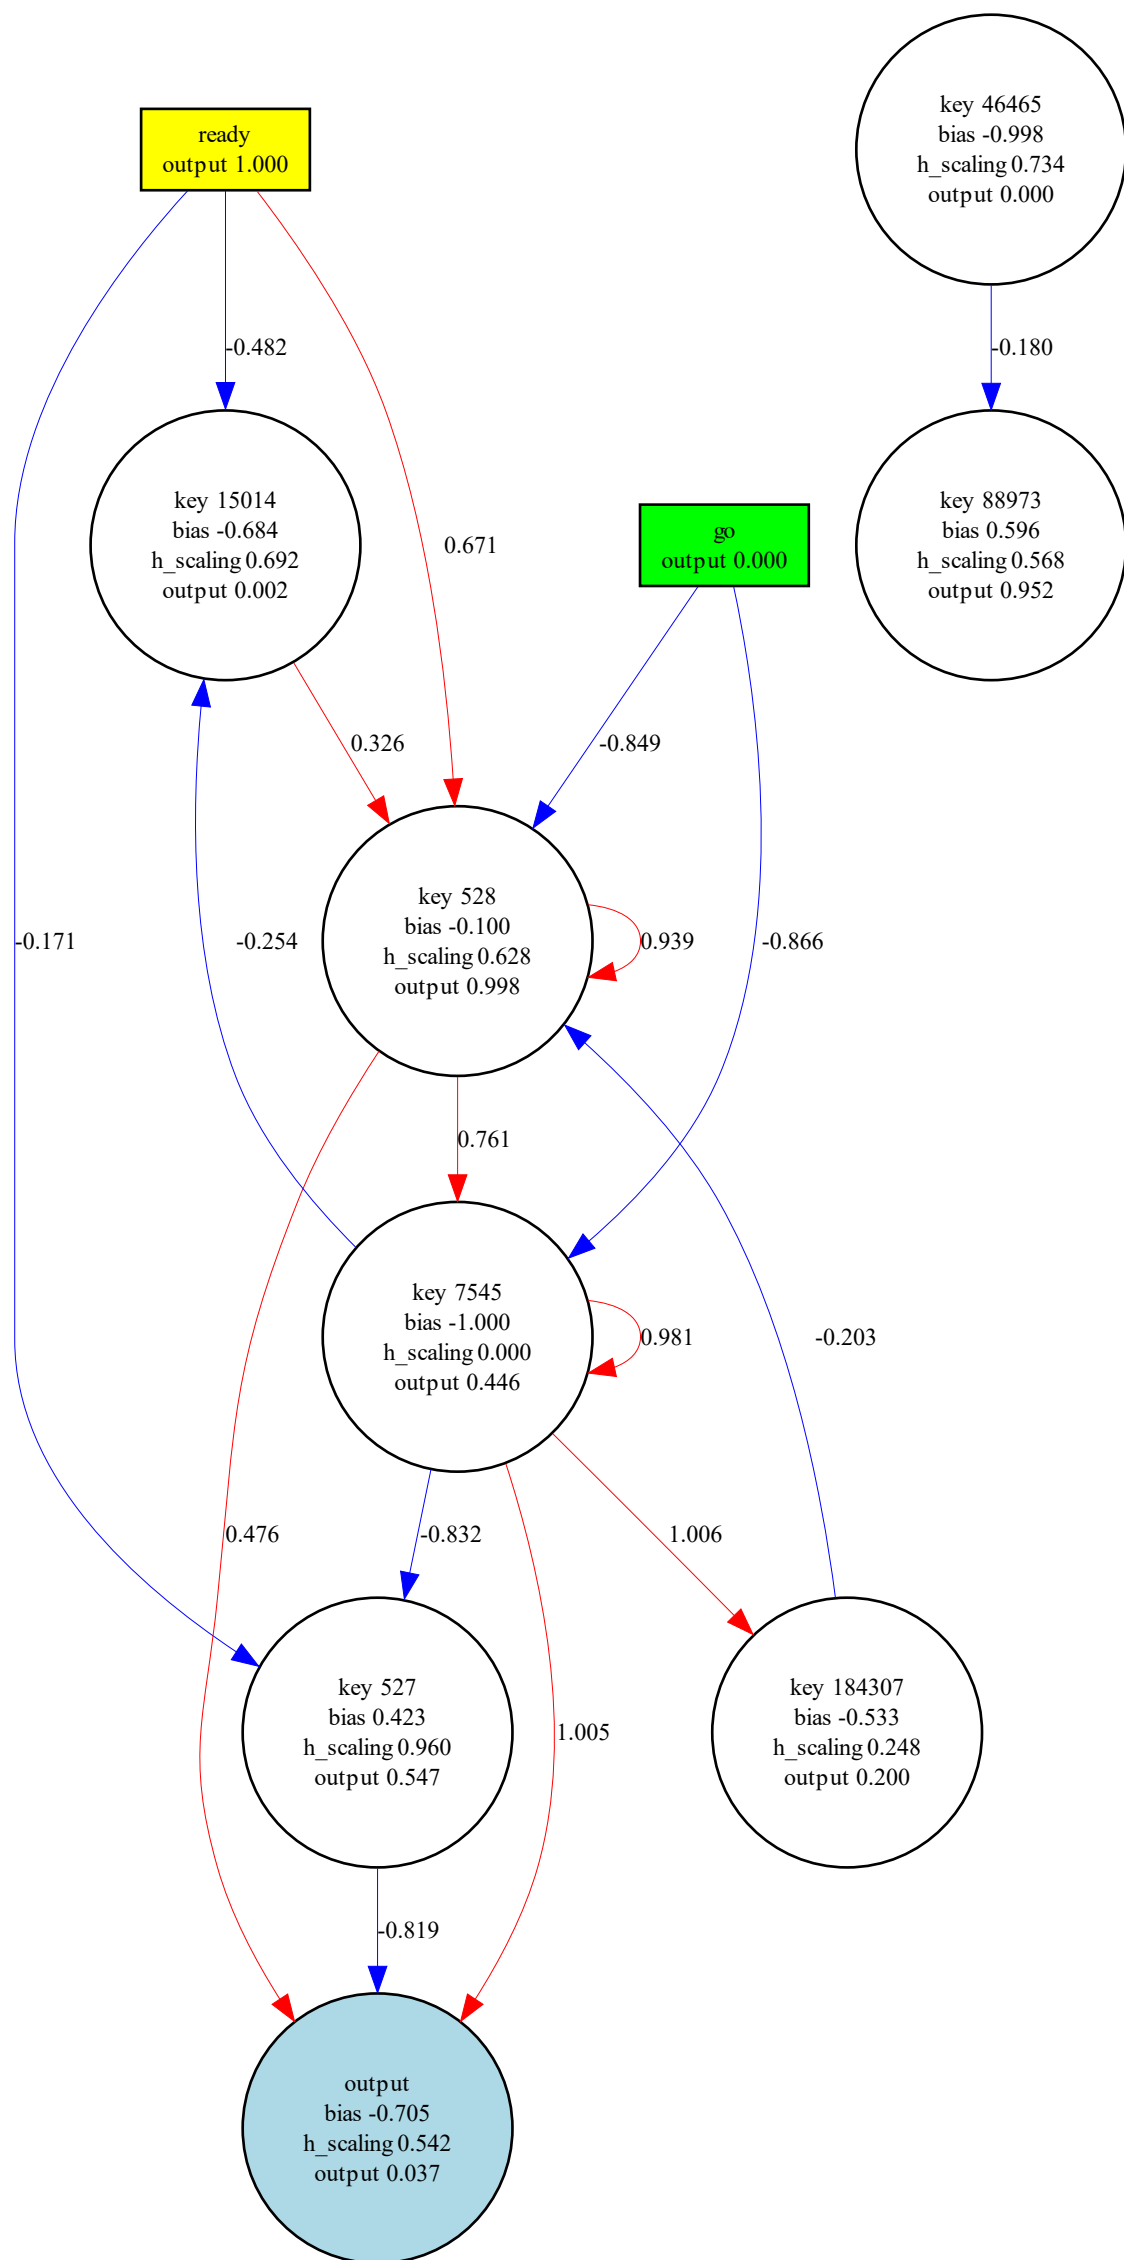 key 46465
bias -0.998
h_scaling 0.734
output 0.000
ready
output 1.000
-0.482
-0.180
key 15014
bias -0.684
h_scaling 0.692
output 0.002
0.671
go
output 0.000
key 88973
bias 0.596
h_scaling 0.568
output 0.952
0.326
-0.849
key 528
bias -0.100
h_scaling 0.628
output 0.998
-0.171
-0.254
0.939
-0.866
0.761
key 7545
bias -1.000
h_scaling 0.000
output 0.446
0.981
-0.203
0.476
-0.832
1.006
key 527
bias 0.423
h_scaling 0.960
output 0.547
1.005
key 184307
bias -0.533
h_scaling 0.248
output 0.200
-0.819
output
bias -0.705
h_scaling 0.542
output 0.037